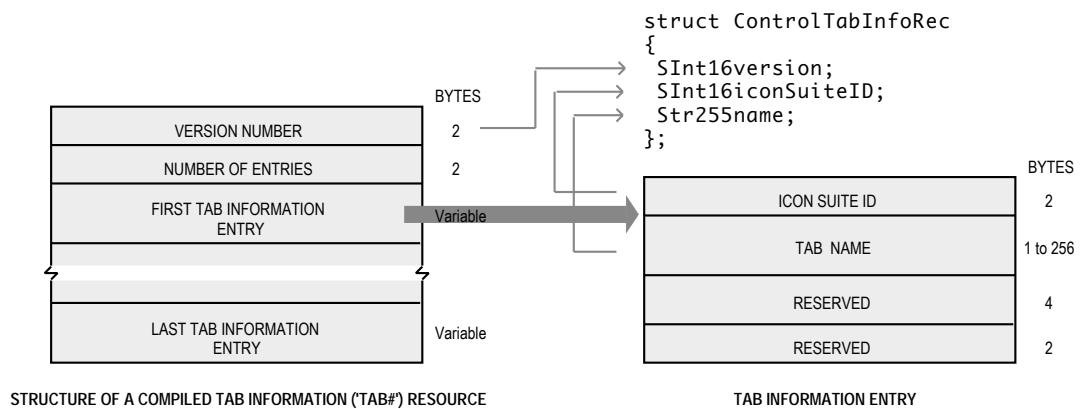 struct ControlTabInfoRec
{
SInt16version;
SInt16iconSuiteID;
Str255name;
};
BYTES
VERSION NUMBER 2
NUMBER OF ENTRIES 2
FIRST TAB INFORMATION
ENTRY
Variable
LAST TAB INFORMATION
ENTRY
Variable
BYTES
ICON SUITE ID 2
TAB NAME 1 to 256
RESERVED 4
RESERVED 2
STRUCTURE OF A COMPILED TAB INFORMATION ('TAB#') RESOURCE
TAB INFORMATION ENTRY